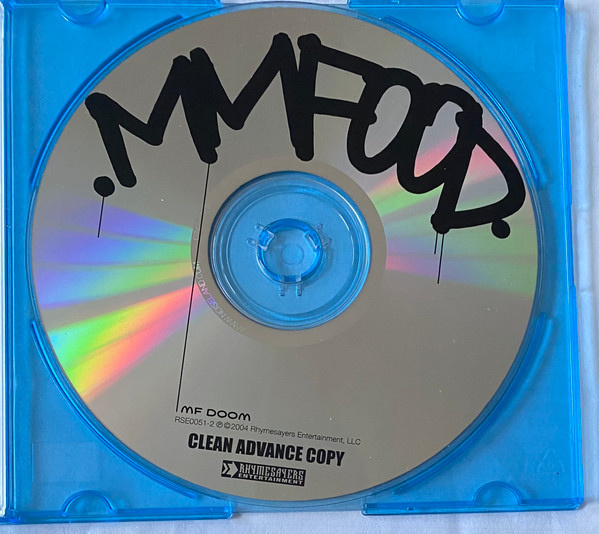 .MMFOOD.
MF DOOM
RSE0051-2 ℗©2004 Rhymesayers Entertainment, LLC
CLEAN ADVANCE COPY
RHYMESAYERS
ENTERTAINMENT